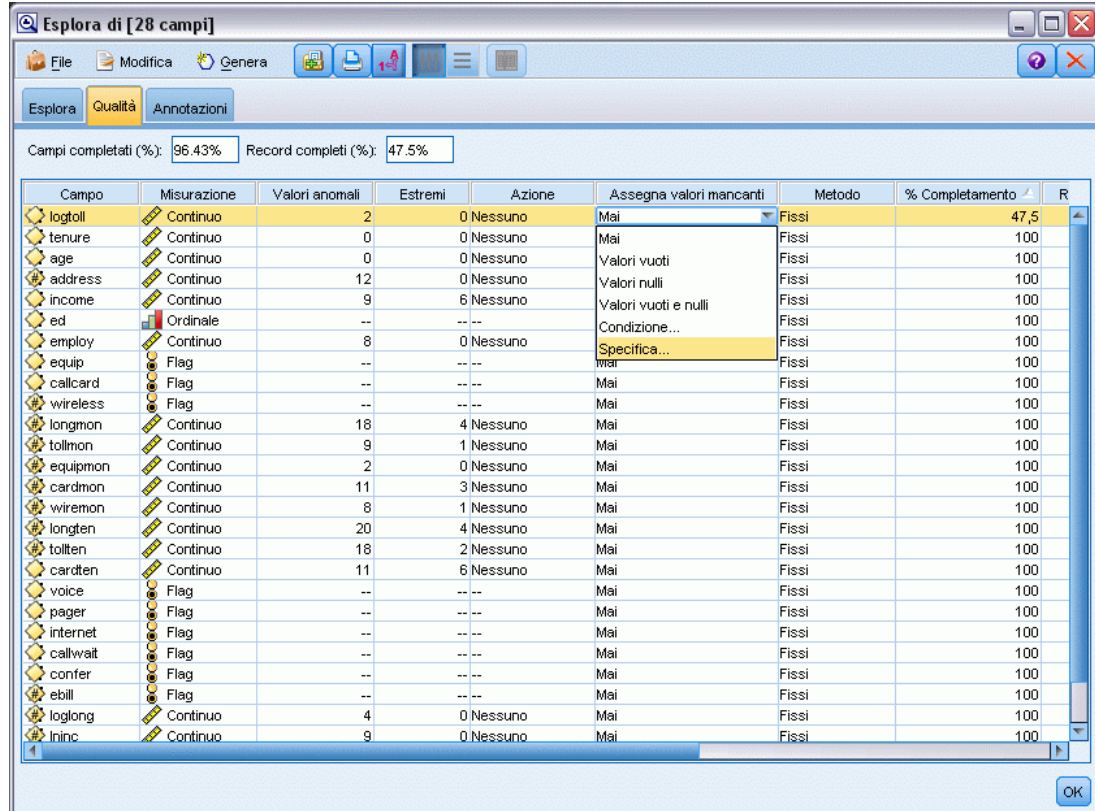 Esplora di [28 campi]
File Modifica Genera
Esplora Qualità Annotazioni
Campi completati (%): 96.43% Record completi (%): 47.5%
Campo Misurazione Valori anomali Estremi Azione Assegna valori mancanti Metodo % Completamento R
logtoll Continuo 2 0 Nessuno Mai Fissi 47,5
tenure Continuo 0 0 Nessuno Mai Fissi 100
age Continuo 0 0 Nessuno Valori vuoti Fissi 100
address Continuo 12 0 Nessuno Valori nulli Fissi 100
income Continuo 9 6 Nessuno Valori vuoti e nulli Fissi 100
ed Ordinale -- -- -- Condizione... Fissi 100
employ Continuo 8 0 Nessuno Specifica... Fissi 100
equip Flag -- -- -- Mai Fissi 100
callcard Flag -- -- -- Mai Fissi 100
wireless Flag -- -- -- Mai Fissi 100
longmon Continuo 18 4 Nessuno Mai Fissi 100
tollmon Continuo 9 1 Nessuno Mai Fissi 100
equipmon Continuo 2 0 Nessuno Mai Fissi 100
cardmon Continuo 11 3 Nessuno Mai Fissi 100
wiremon Continuo 8 1 Nessuno Mai Fissi 100
longten Continuo 20 4 Nessuno Mai Fissi 100
tollten Continuo 18 2 Nessuno Mai Fissi 100
cardten Continuo 11 6 Nessuno Mai Fissi 100
voice Flag -- -- -- Mai Fissi 100
pager Flag -- -- -- Mai Fissi 100
internet Flag -- -- -- Mai Fissi 100
callwait Flag -- -- -- Mai Fissi 100
confer Flag -- -- -- Mai Fissi 100
ebill Flag -- -- -- Mai Fissi 100
loglong Continuo 4 0 Nessuno Mai Fissi 100
lninc Continuo 9 0 Nessuno Mai Fissi 100
OK